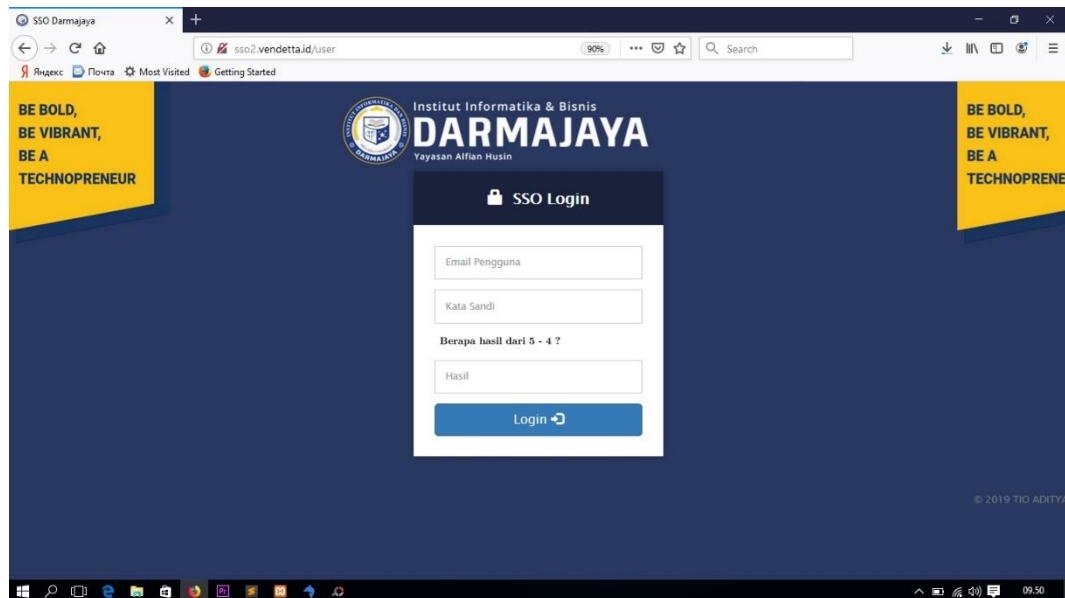 SSO Darmajaya
sso2.vendetta.id/user
90%
Search
Яндекс Почта Most Visited Getting Started
BE BOLD,
BE VIBRANT,
BE A
TECHNOPRENEUR
Institut Informatika & Bisnis
DARMAJAYA
Yayasan Alfian Husin
BE BOLD,
BE VIBRANT,
BE A
TECHNOPRENE
SSO Login
Email Pengguna
Kata Sandi
Berapa hasil dari 5 - 4 ?
Hasil
Login
© 2019 TIO ADITYA
09.50